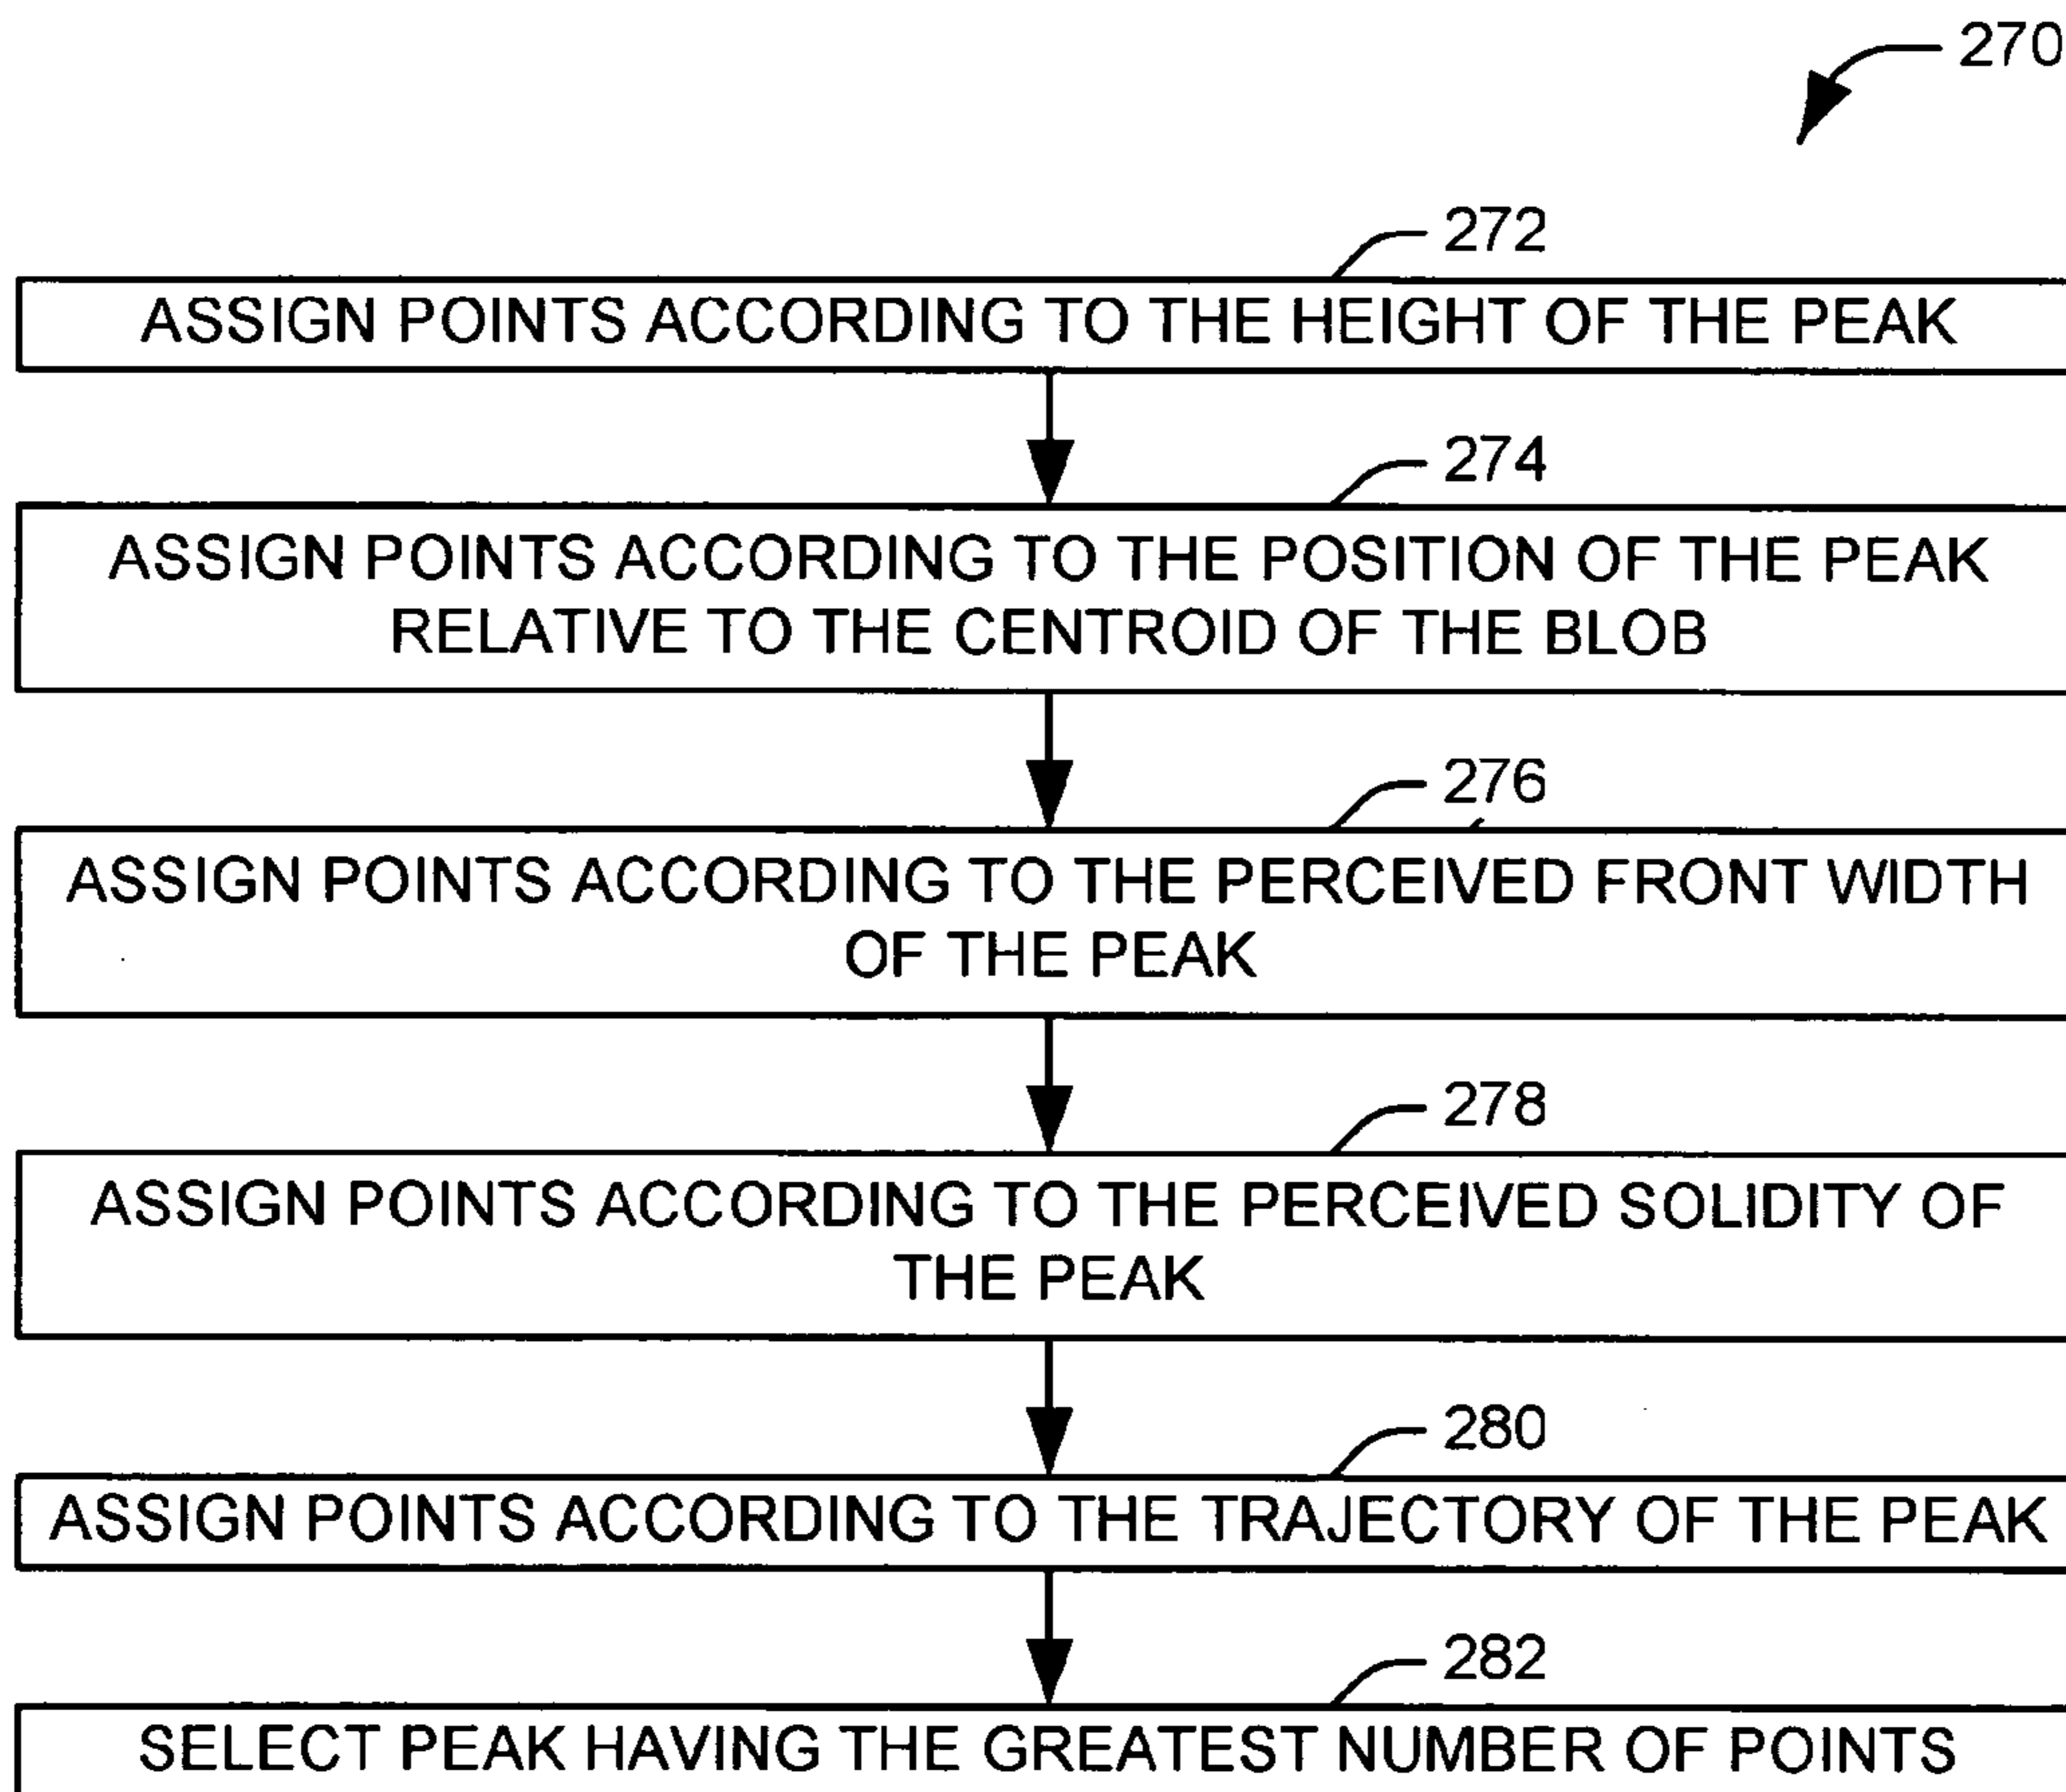 270
272
ASSIGN POINTS ACCORDING TO THE HEIGHT OF THE PEAK
274
ASSIGN POINTS ACCORDING TO THE POSITION OF THE PEAK
RELATIVE TO THE CENTROID OF THE BLOB
276
ASSIGN POINTS ACCORDING TO THE PERCEIVED FRONT WIDTH
OF THE PEAK
278
ASSIGN POINTS ACCORDING TO THE PERCEIVED SOLIDITY OF
THE PEAK
280
ASSIGN POINTS ACCORDING TO THE TRAJECTORY OF THE PEAK
282
SELECT PEAK HAVING THE GREATEST NUMBER OF POINTS